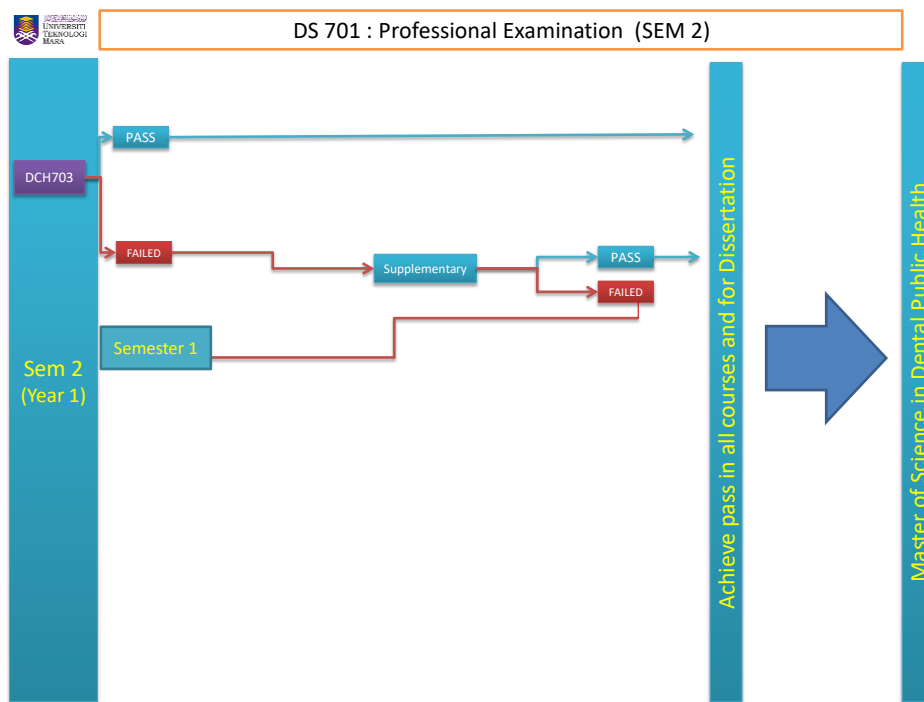 UNIVERSITI
TEKNOLOGI
MARA
DS 701 : Professional Examination (SEM 2)
PASS
DCH703
FAILED
Supplementary
PASS
FAILED
Semester 1
Sem 2
(Year 1)
Achieve pass in all courses and for Dissertation
Master of Science in Dental Public Health